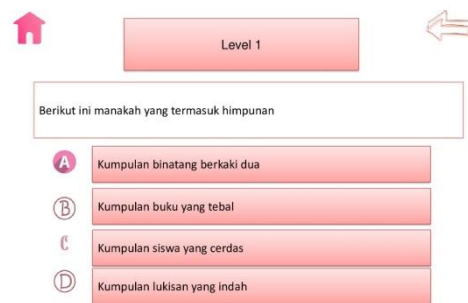 Level 1
Berikut ini manakah yang termasuk himpunan
A Kumpulan binatang berkaki dua
B Kumpulan buku yang tebal
C Kumpulan siswa yang cerdas
D Kumpulan lukisan yang indah